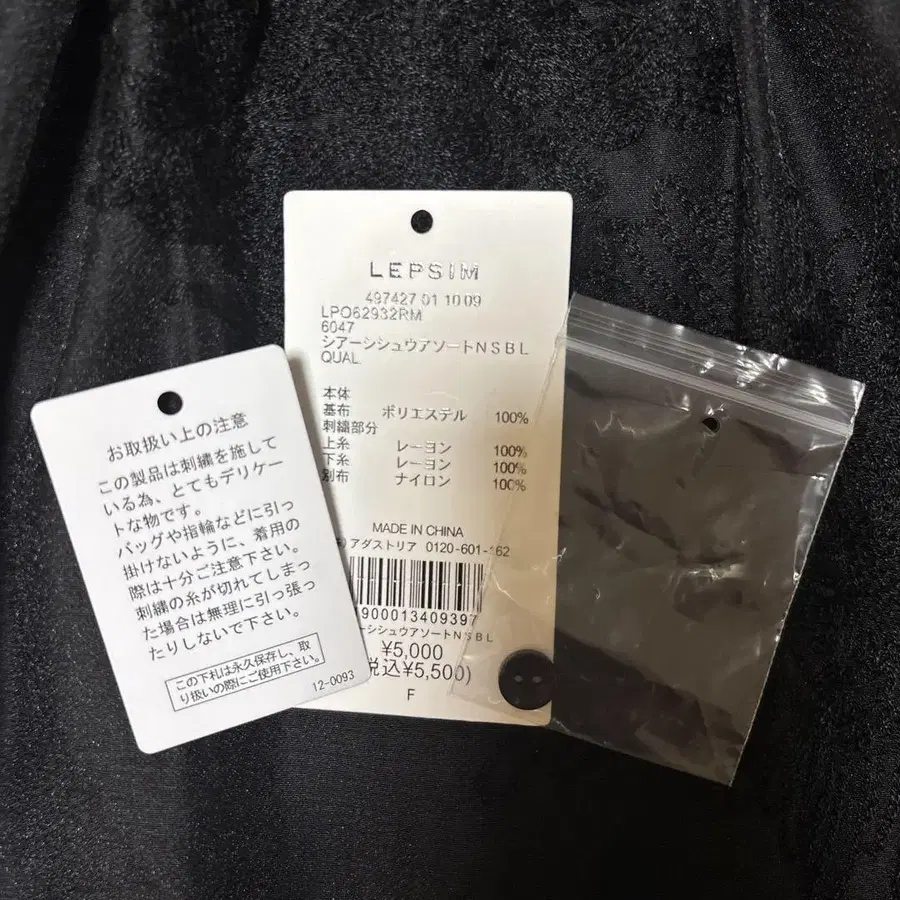 お取扱い上の注意
この製品は刺繍を施して
いる為、とてもデリケー
トな物です。
バッグや指輪などに引っ
掛けないように、着用の
際は十分ご注意下さい。
刺繍の糸が切れてしまっ
た場合は無理に引っ張っ
たりしないで下さい。
この下札は永久保存し、取
り扱いの際にご使用下さい。
12-0093
LEPSIM
497427 01 10 09
LPO62932RM
6047
シアーシシュウアソートNSBL
QUAL
本体
基布 ポリエステル 100%
刺繍部分
上糸 レーヨン 100%
下糸 レーヨン 100%
別布 ナイロン 100%
MADE IN CHINA
アダストリア 0120-601-162
900013409397
ーシシュウアソートNSBL
¥5,000
税込¥5,500)
F